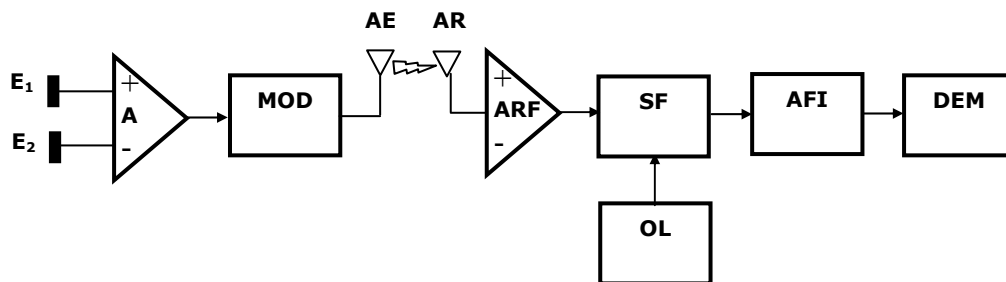 AE AR
E1
E2
+
A
-
MOD
+
ARF
-
SF
AFI
DEM
OL